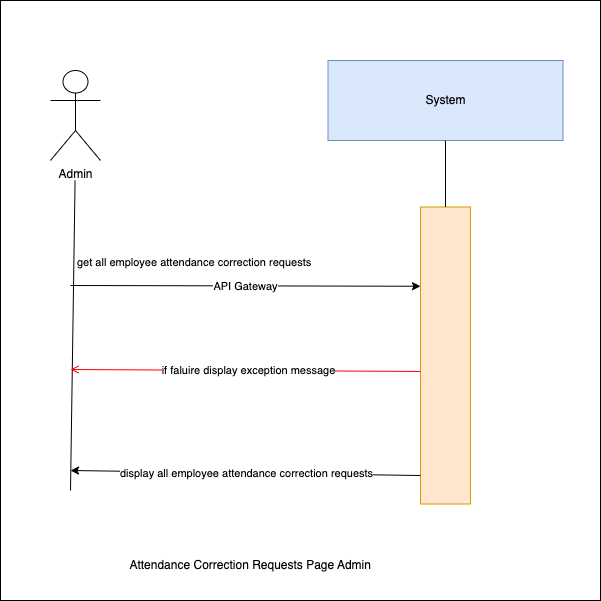 System
Admin
get all employee attendance correction requests
API Gateway
if faluire display exception message
display all employee attendance correction requests
Attendance Correction Requests Page Admin